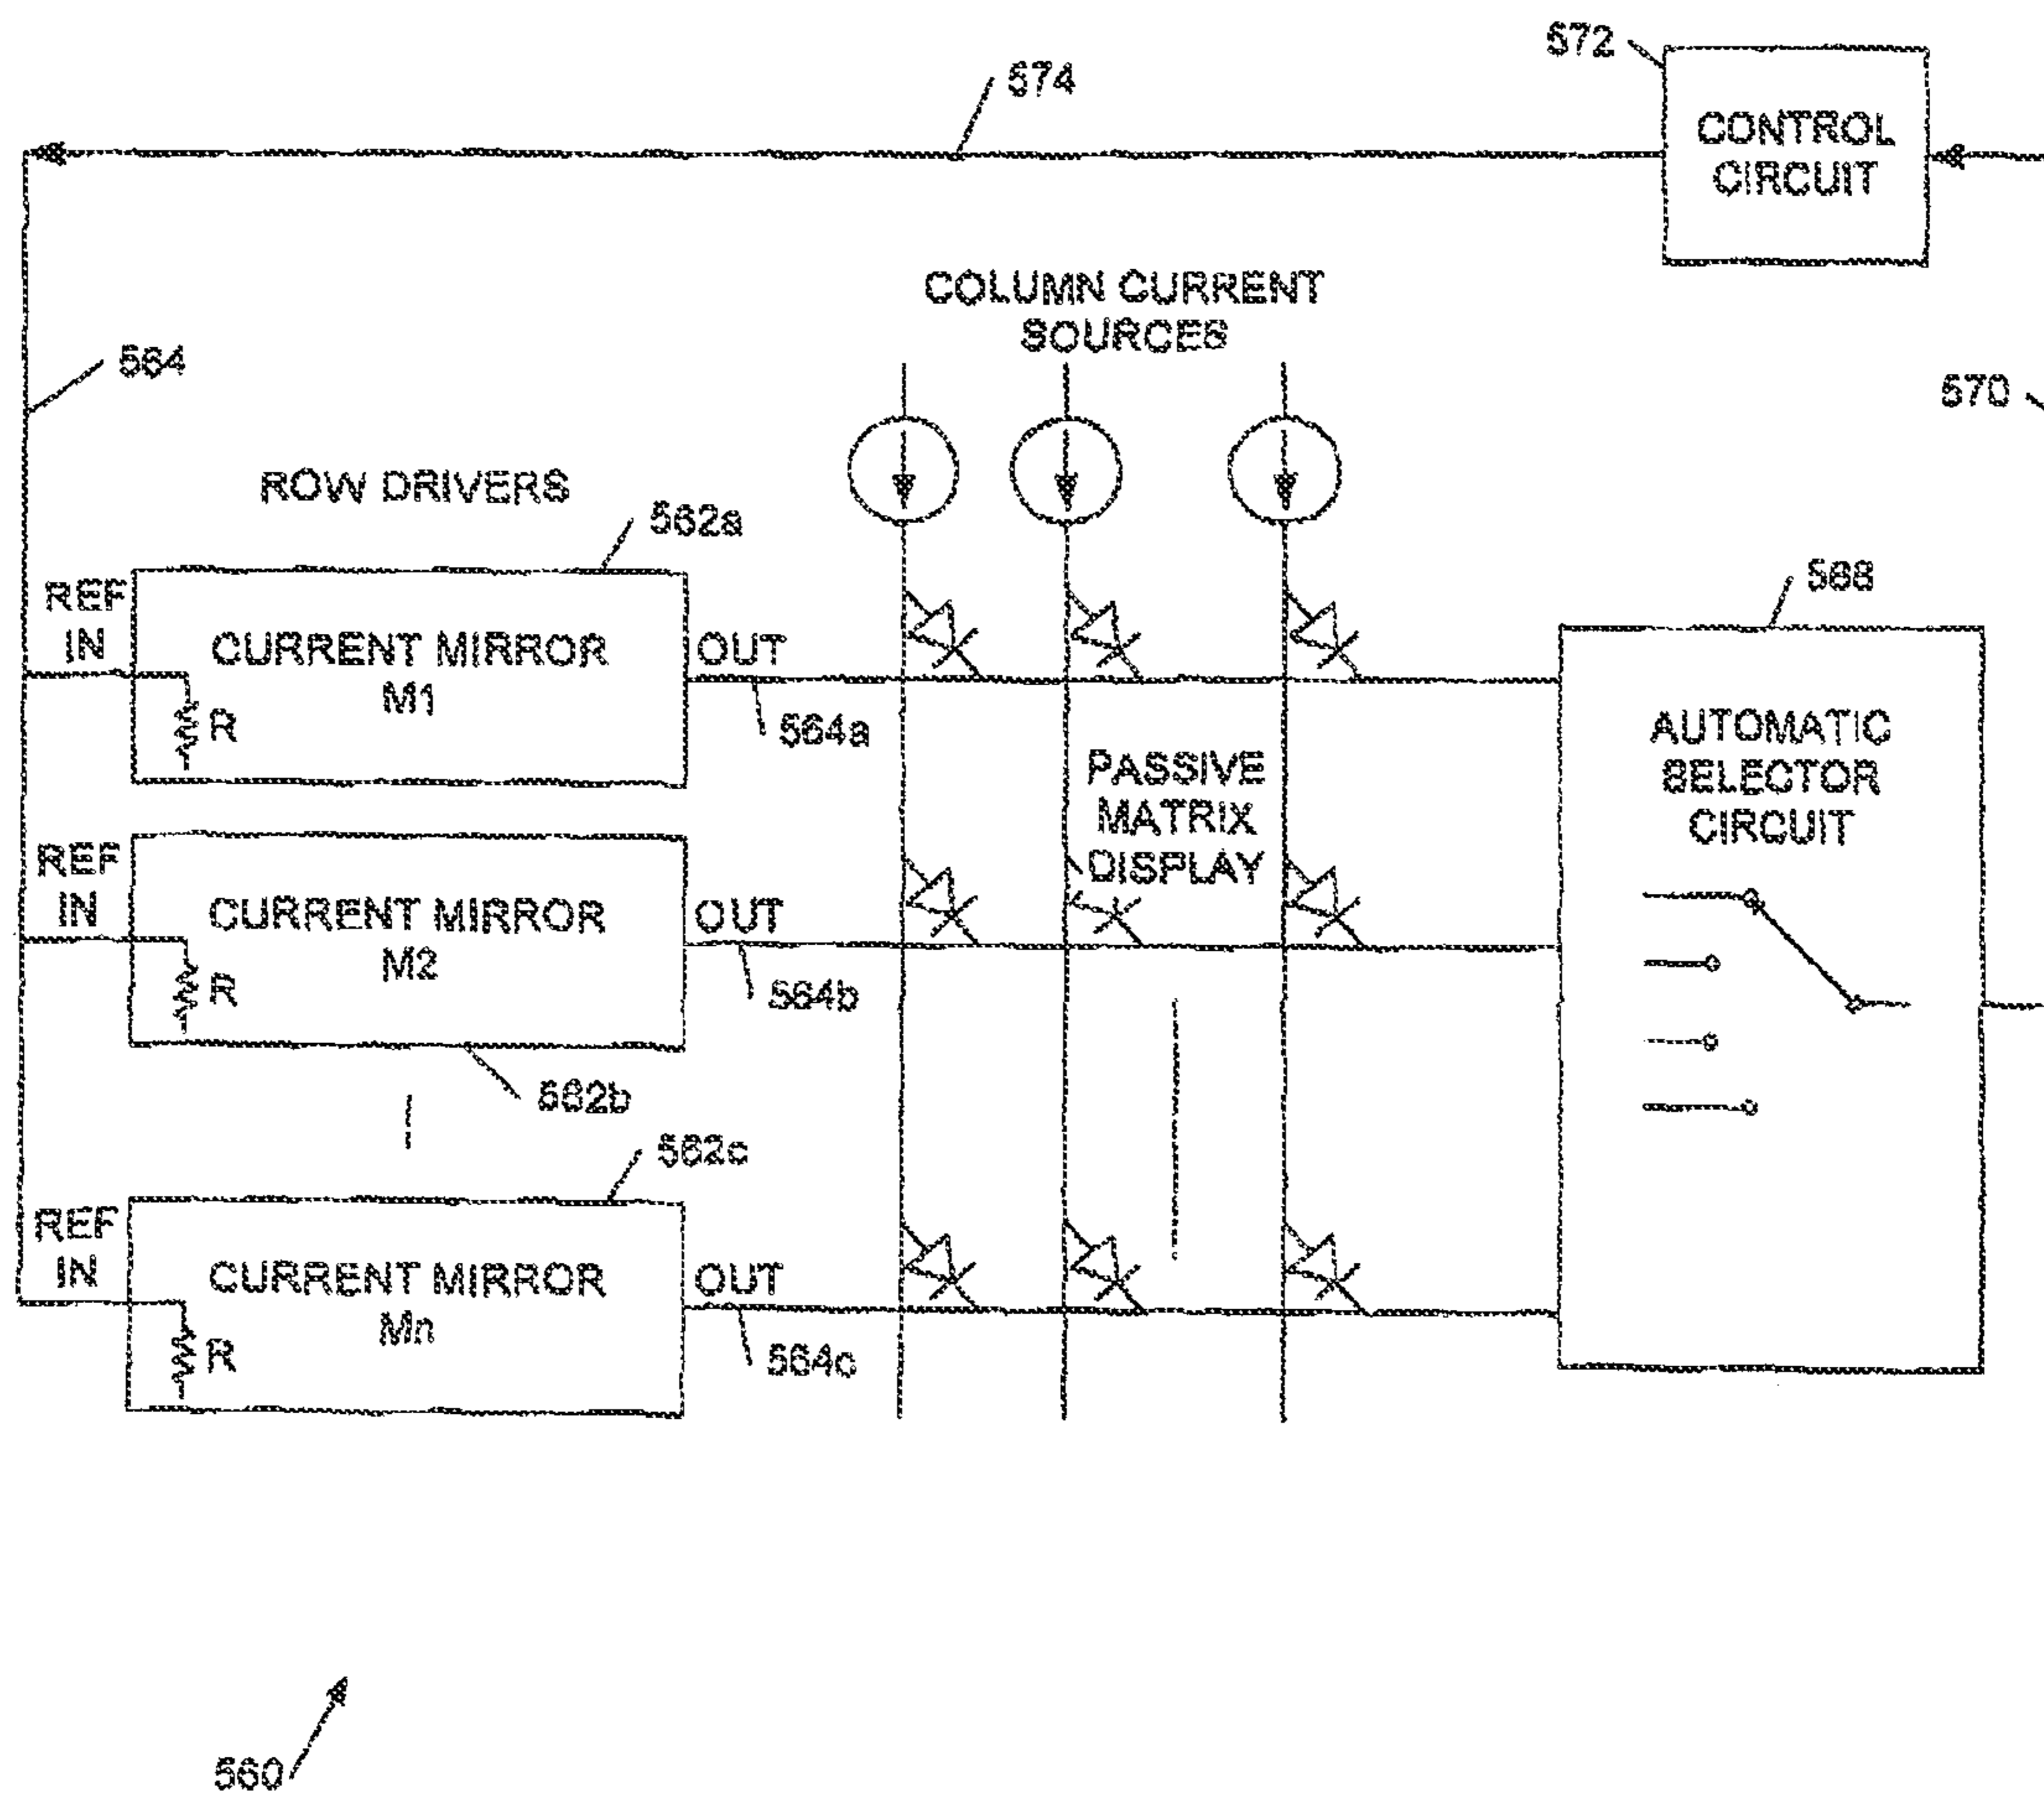 572
574
CONTROL
CIRCUIT
COLUMN CURRENT
SOURCES
564
570
ROW DRIVERS
562a
REF
IN
CURRENT MIRROR
M1
R
OUT
564a
568
AUTOMATIC
SELECTOR
CIRCUIT
PASSIVE
MATRIX
DISPLAY
REF
IN
CURRENT MIRROR
M2
R
OUT
564b
562b
562c
REF
IN
CURRENT MIRROR
Mn
R
OUT
564c
560